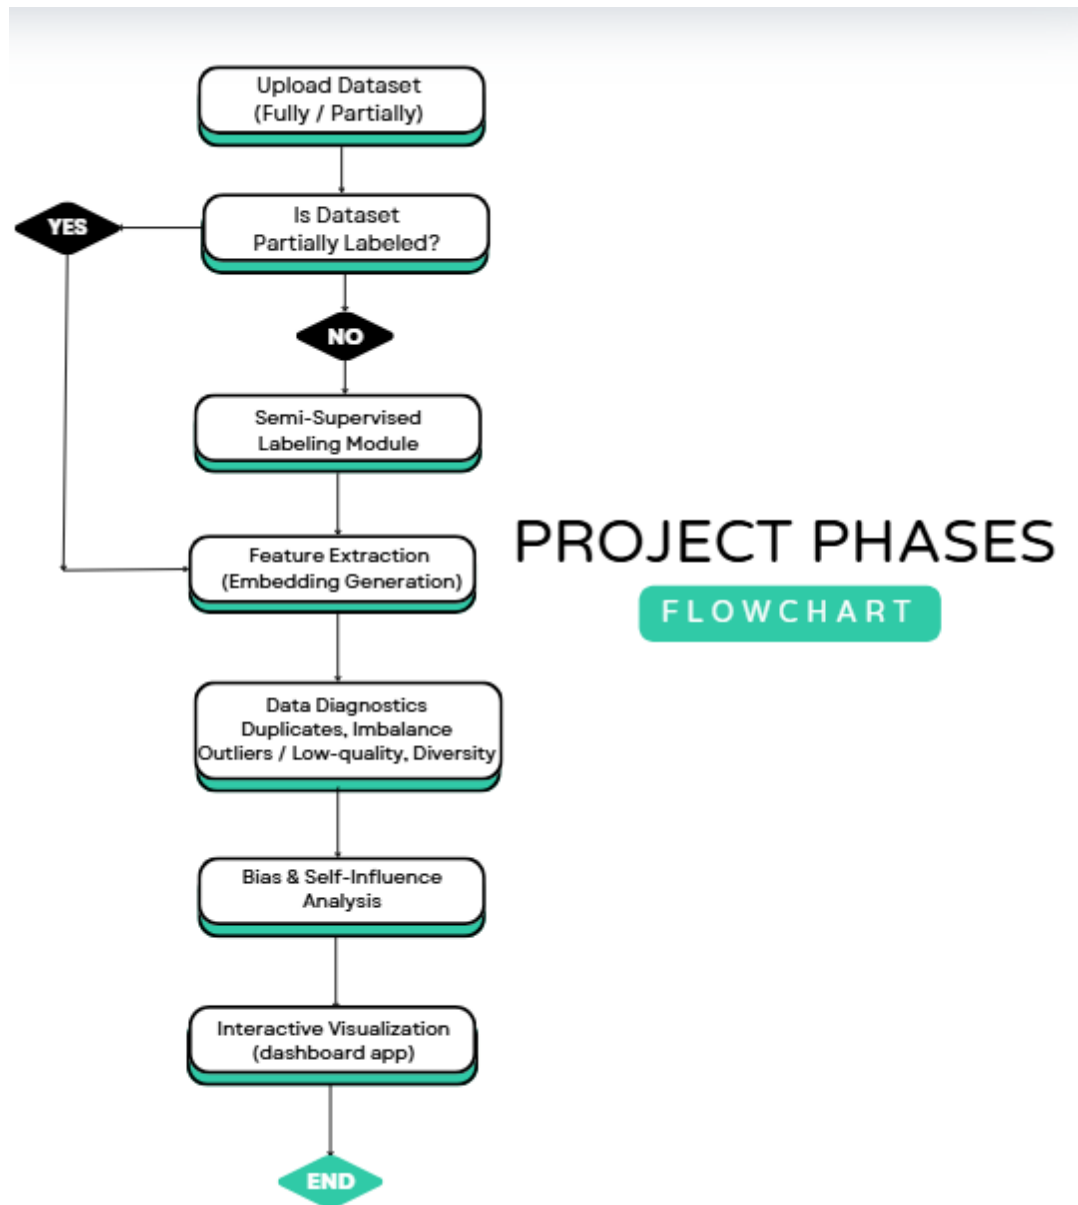 Upload Dataset
(Fully / Partially)
Is Dataset
Partially Labeled?
YES
NO
Semi-Supervised
Labeling Module
Feature Extraction
(Embedding Generation)
Data Diagnostics
Duplicates, Imbalance
Outliers / Low-quality, Diversity
Bias & Self-Influence
Analysis
Interactive Visualization
(dashboard app)
END
PROJECT PHASES
FLOWCHART